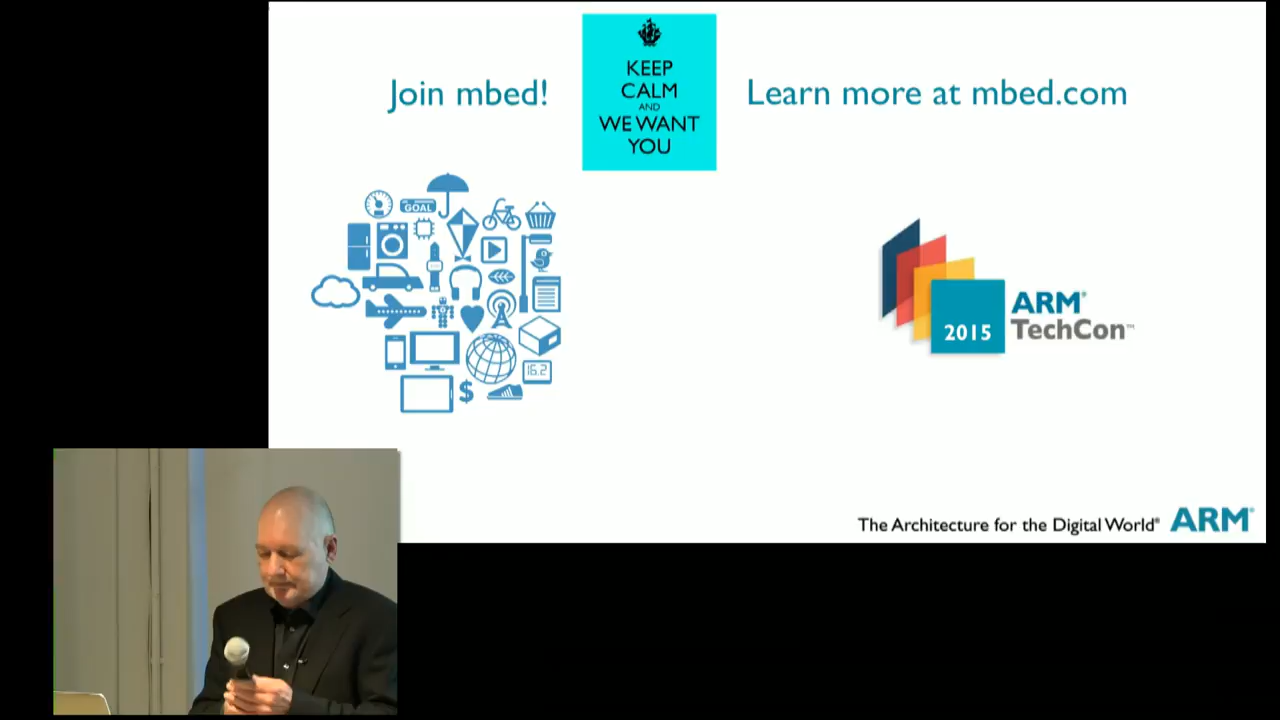 Join mbed!
KEEP
CALM
AND
WE WANT
YOU
Learn more at mbed.com
GOAL
16.2
$
2015
ARM®
TechCon™
The Architecture for the Digital World® ARM®